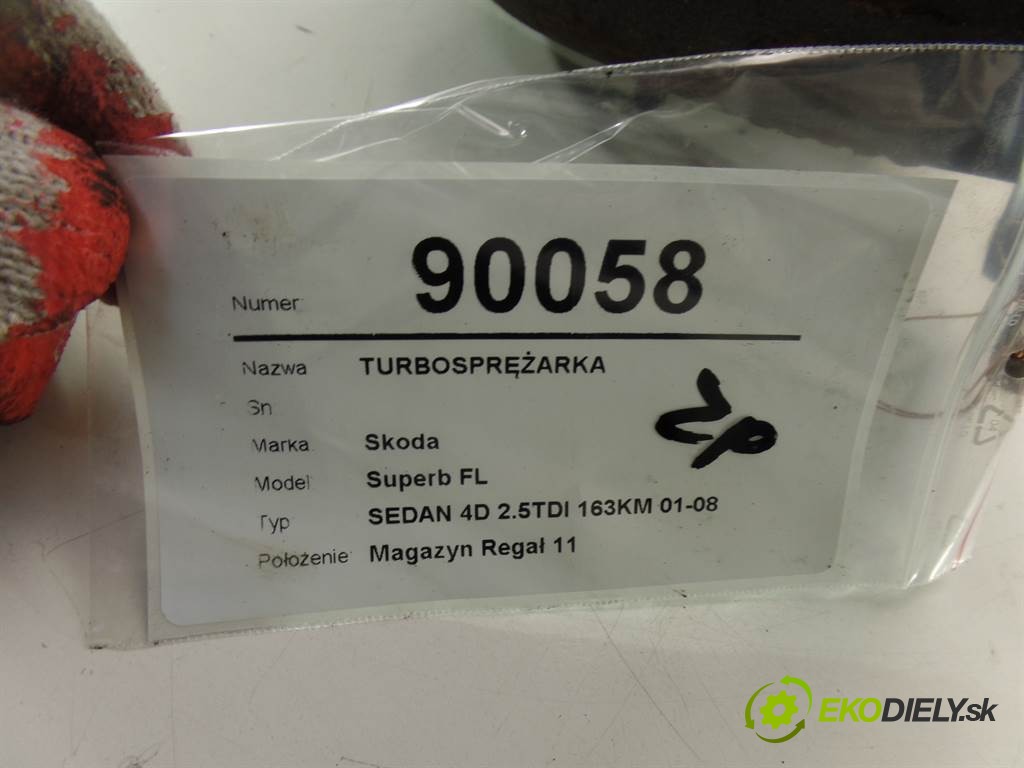 Numer 90058
Nazwa TURBOSPRĘŻARKA
Sn
Marka Skoda
Model Superb FL
Typ SEDAN 4D 2.5TDI 163KM 01-08
Położenie Magazyn Regał 11
ZP
EKODIELY.sk